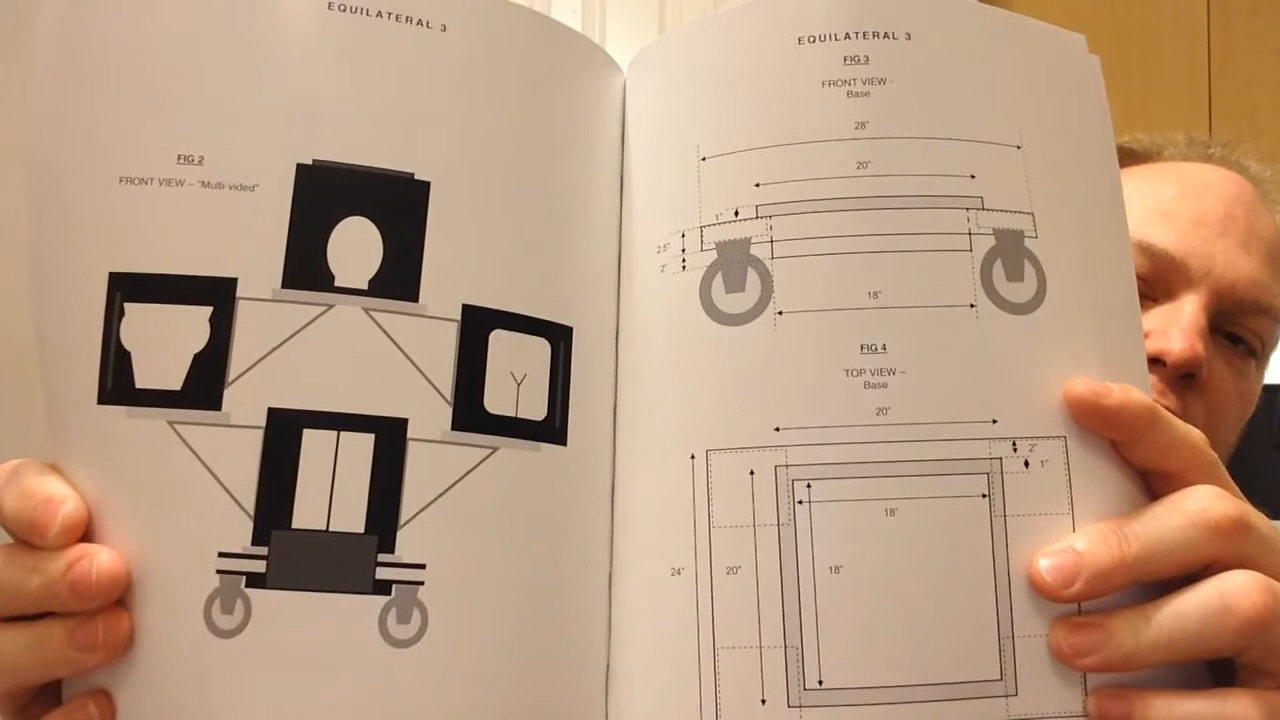 EQUILATERAL 3
FIG 2
FRONT VIEW – "Multi-vided"
EQUILATERAL 3
FIG 3
FRONT VIEW -
Base
28"
20"
1"
2.5"
2"
18"
FIG 4
TOP VIEW –
Base
20"
2"
1"
18"
24"
20"
18"